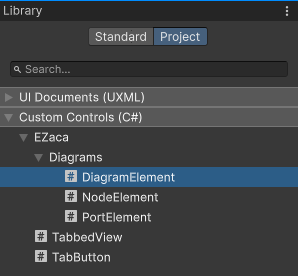 Library
Standard Project
Search...
UI Documents (UXML)
Custom Controls (C#)
EZaca
Diagrams
# DiagramElement
# NodeElement
# PortElement
# TabbedView
# TabButton